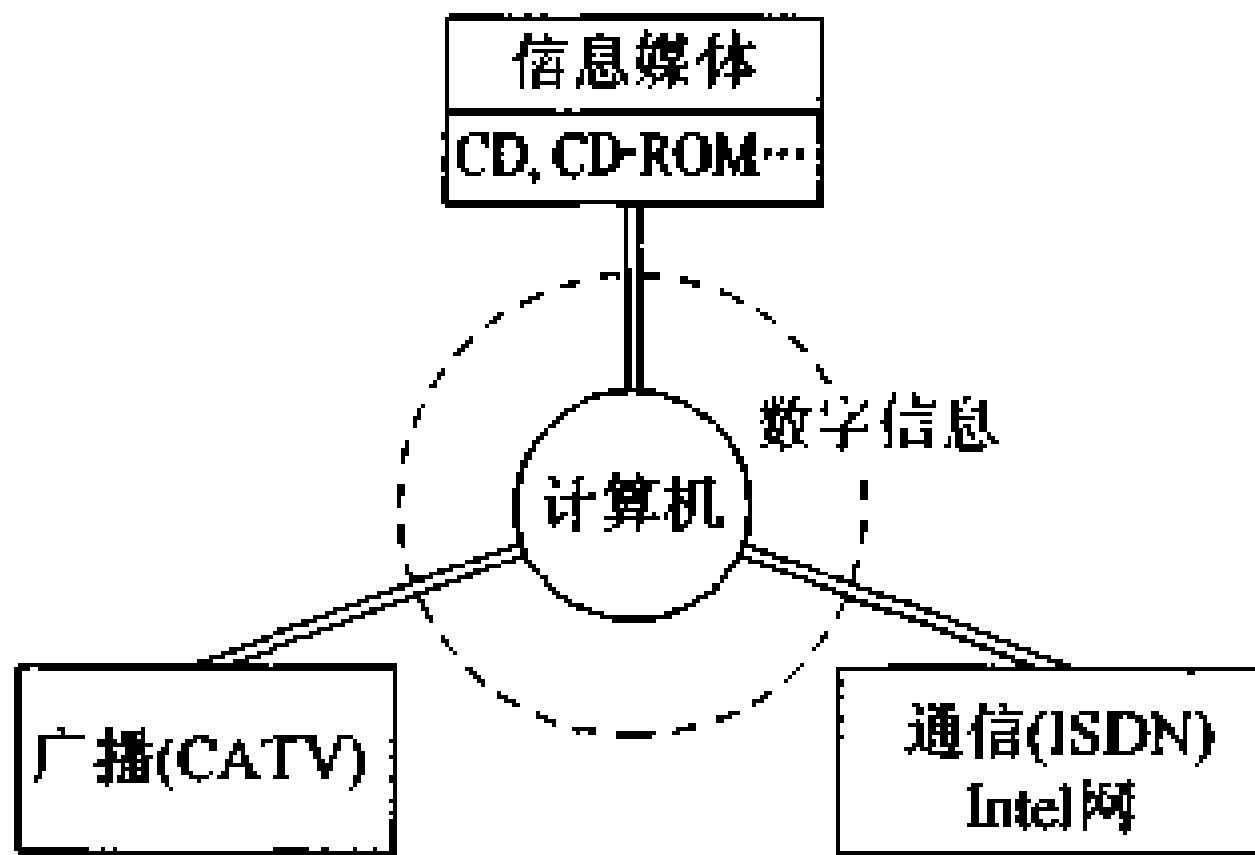 信息媒体
CD, CD-ROM…
数字信息
计算机
广播(CATV)
通信(ISDN)
Intel网